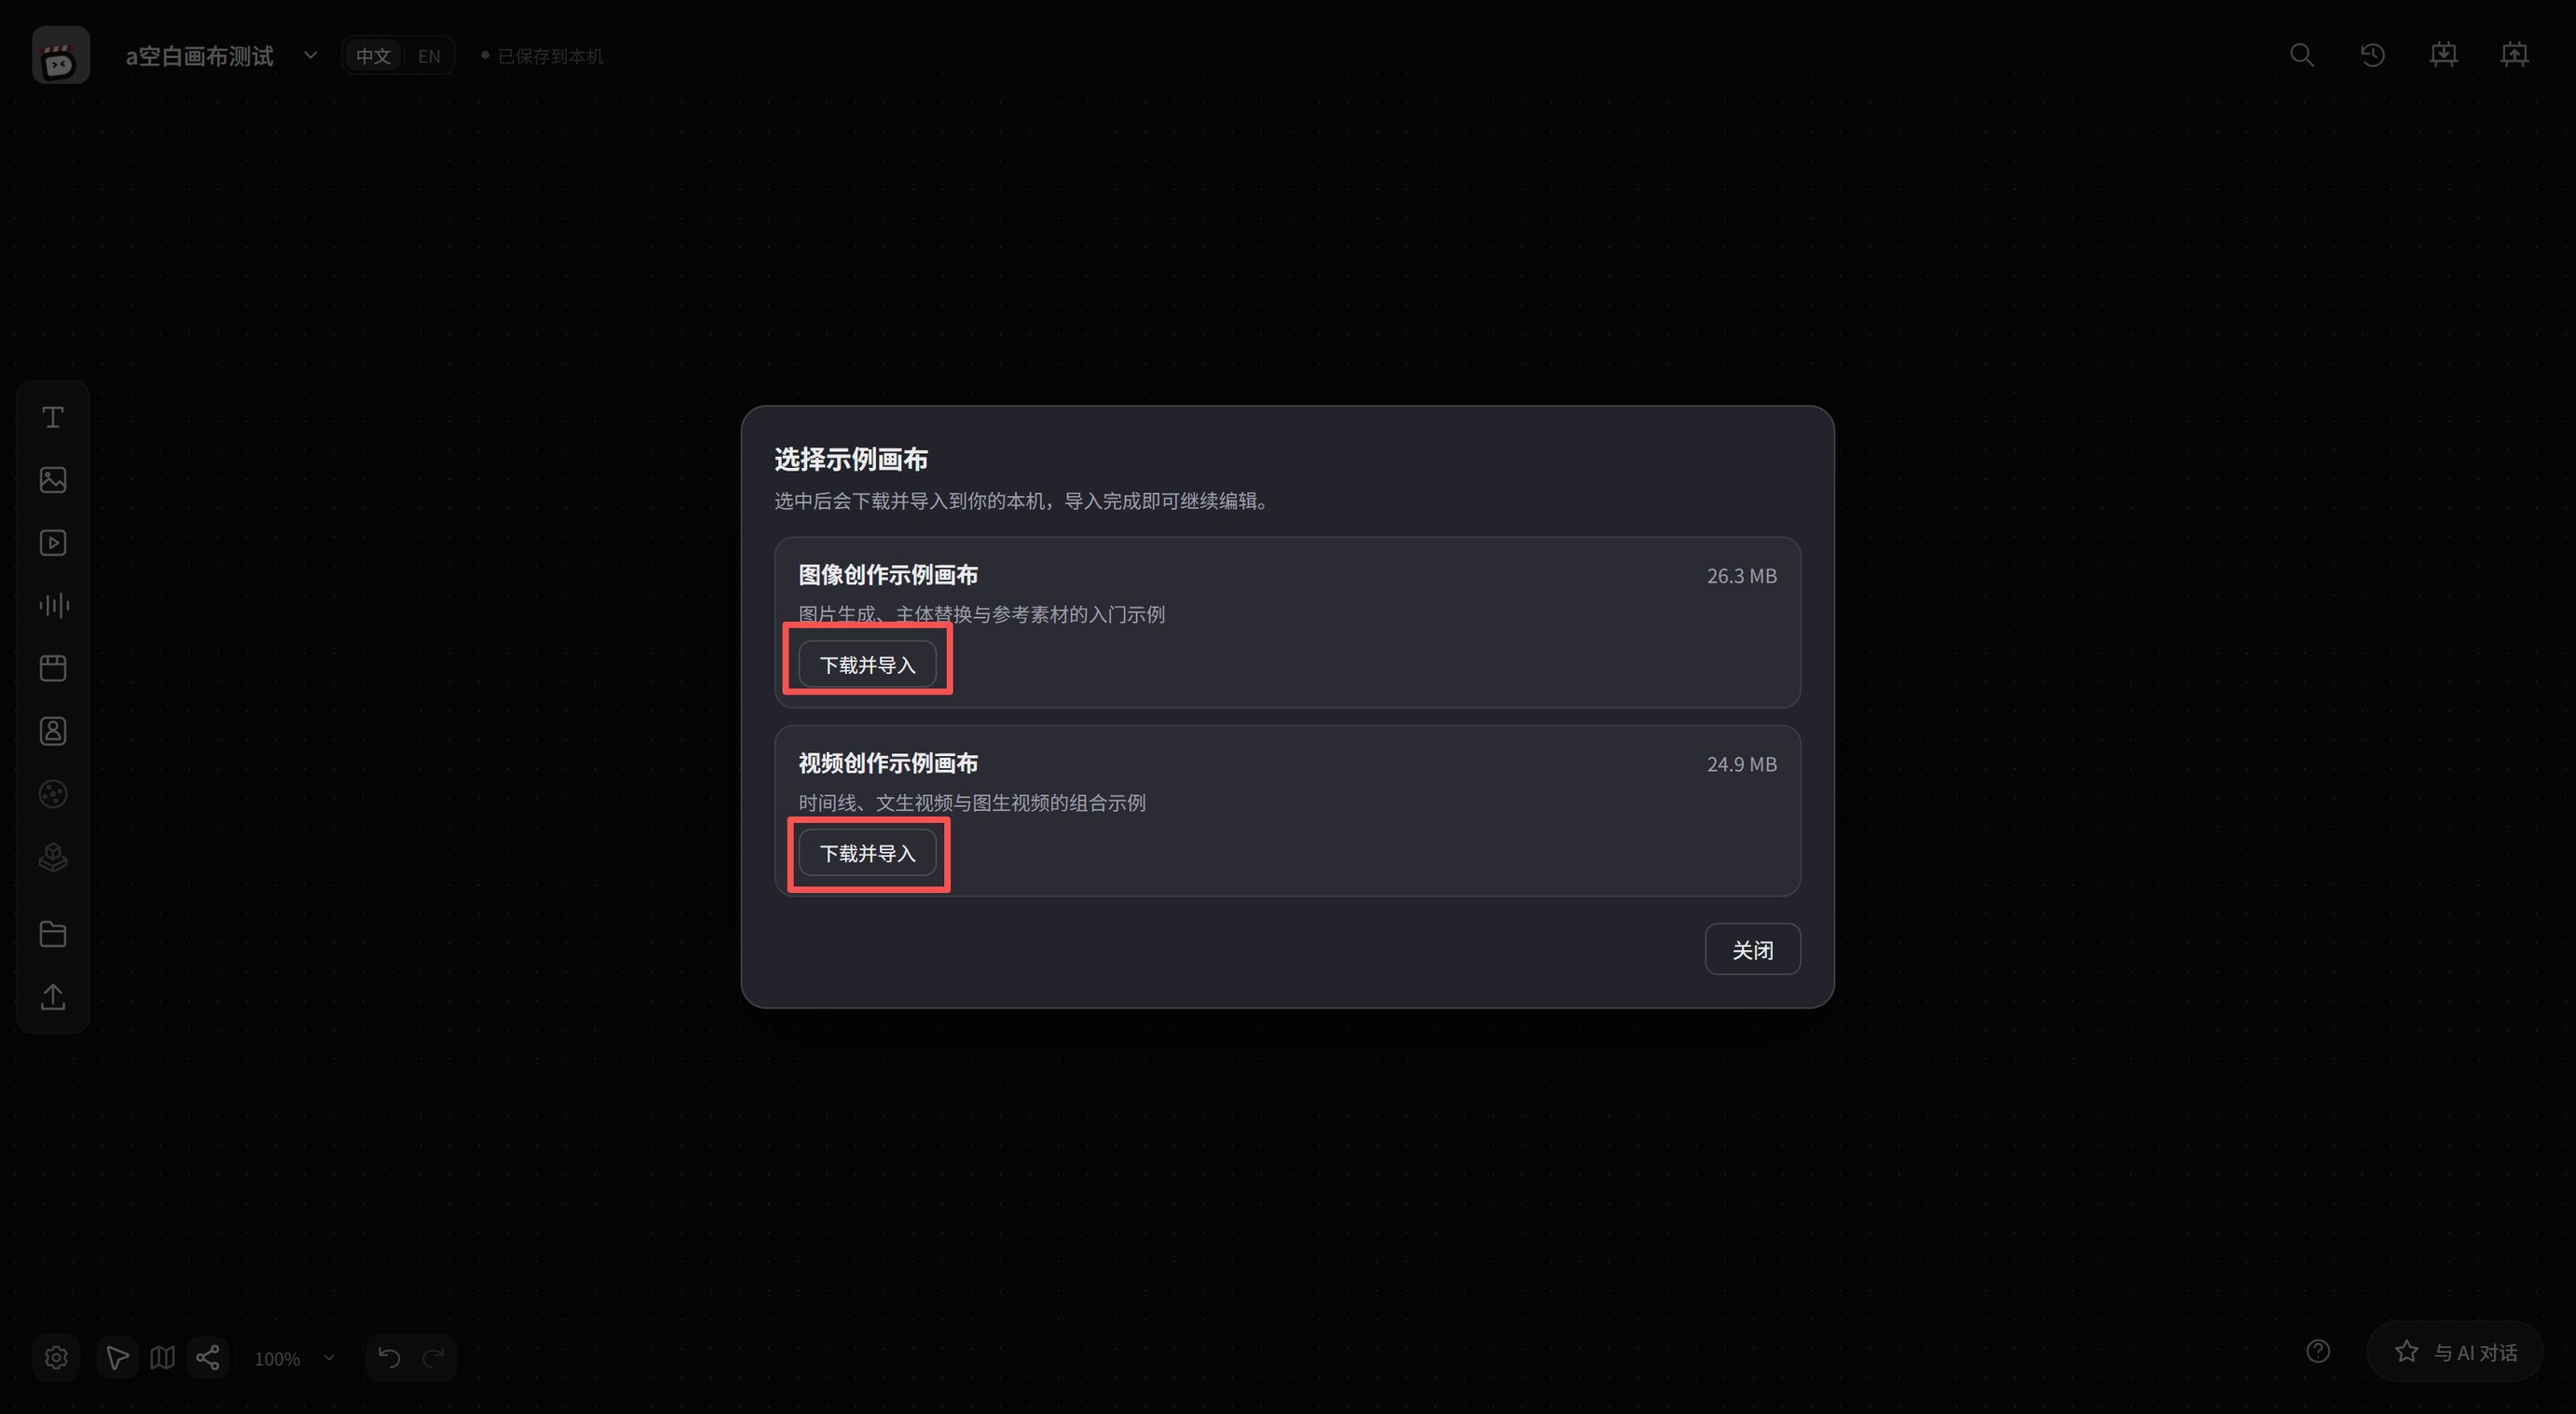 a空白画布测试
中文
EN
已保存到本机
选择示例画布
选中后会下载并导入到你的本机，导入完成即可继续编辑。
图像创作示例画布
26.3 MB
图片生成、主体替换与参考素材的入门示例
下载并导入
视频创作示例画布
24.9 MB
时间线、文生视频与图生视频的组合示例
下载并导入
关闭
100%
与 AI 对话